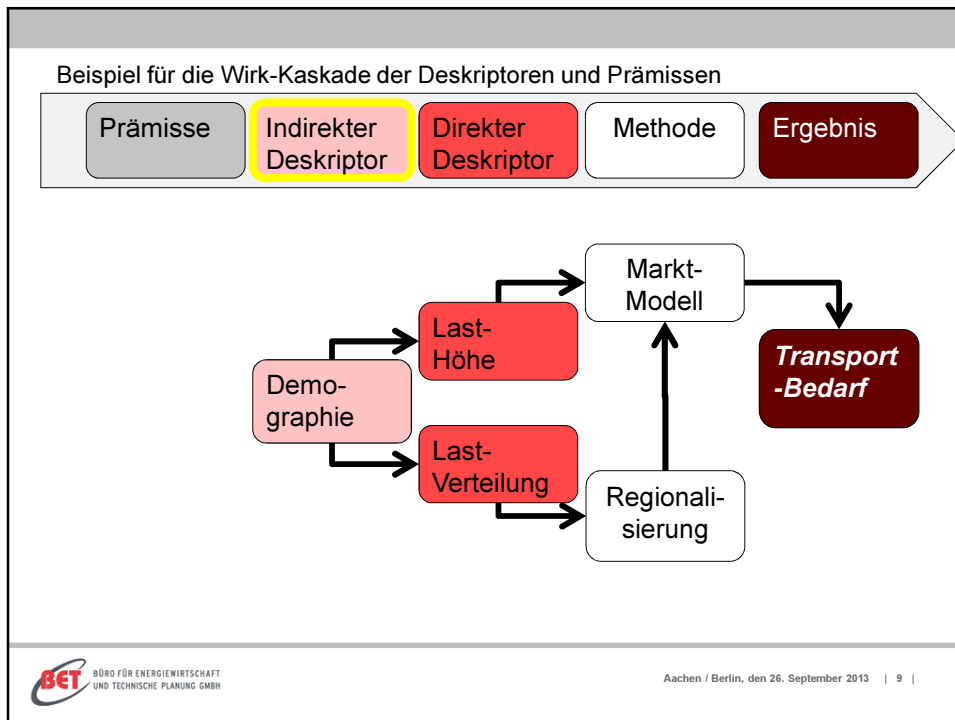 Beispiel für die Wirk-Kaskade der Deskriptoren und Prämissen
Prämisse
Indirekter
Deskriptor
Direkter
Deskriptor
Methode
Ergebnis
Markt-
Modell
Last-
Höhe
Transport
-Bedarf
Demo-
graphie
Last-
Verteilung
Regionali-
sierung
BET
BÜRO FÜR ENERGIEWIRTSCHAFT
UND TECHNISCHE PLANUNG GMBH
Aachen / Berlin, den 26. September 2013 | 9 |